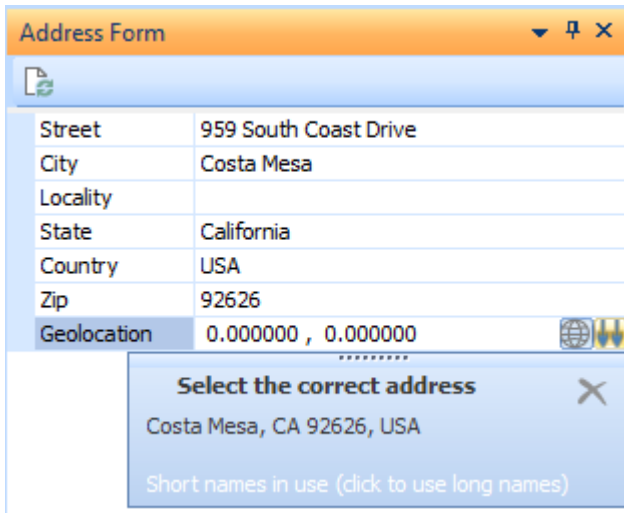 Address Form
Street 959 South Coast Drive
City Costa Mesa
Locality
State California
Country USA
Zip 92626
Geolocation 0.000000 , 0.000000
Select the correct address
Costa Mesa, CA 92626, USA
Short names in use (click to use long names)